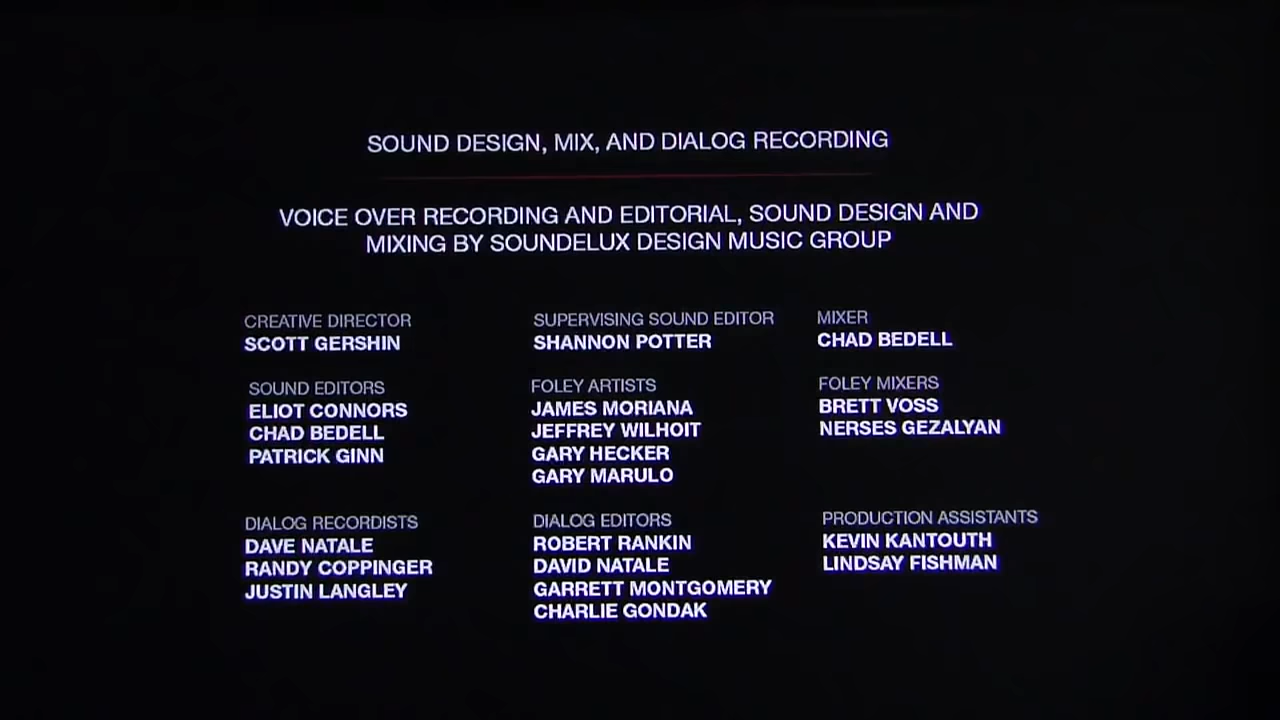 SOUND DESIGN, MIX, AND DIALOG RECORDING
VOICE OVER RECORDING AND EDITORIAL, SOUND DESIGN AND
MIXING BY SOUNDELUX DESIGN MUSIC GROUP
CREATIVE DIRECTOR
SCOTT GERSHIN
SUPERVISING SOUND EDITOR
SHANNON POTTER
MIXER
CHAD BEDELL
SOUND EDITORS
ELIOT CONNORS
CHAD BEDELL
PATRICK GINN
FOLEY ARTISTS
JAMES MORIANA
JEFFREY WILHOIT
GARY HECKER
GARY MARULO
FOLEY MIXERS
BRETT VOSS
NERSES GEZALYAN
DIALOG RECORDISTS
DAVE NATALE
RANDY COPPINGER
JUSTIN LANGLEY
DIALOG EDITORS
ROBERT RANKIN
DAVID NATALE
GARRETT MONTGOMERY
CHARLIE GONDAK
PRODUCTION ASSISTANTS
KEVIN KANTOUTH
LINDSAY FISHMAN